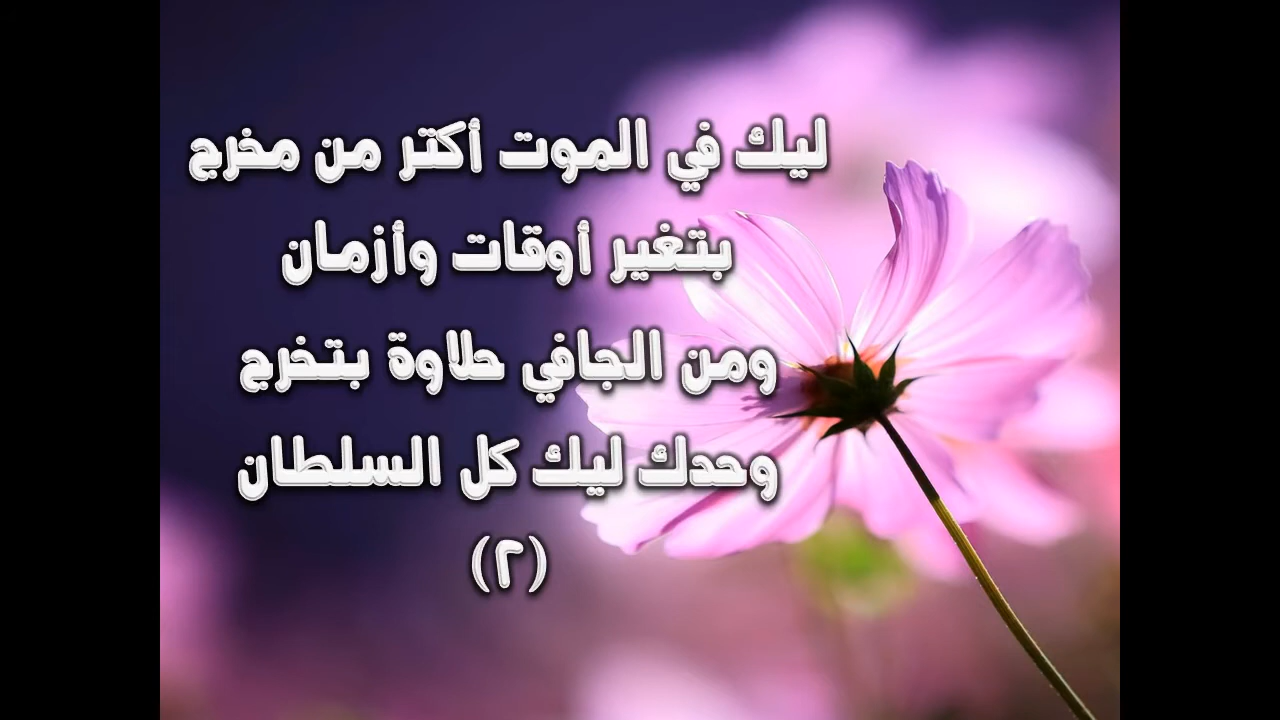 ليك في الموت أكتر من مخرج
بتغير أوقات وأزمان
ومن الجافي حلاوة بتخرج
وحدك ليك كل السلطان
(٢)